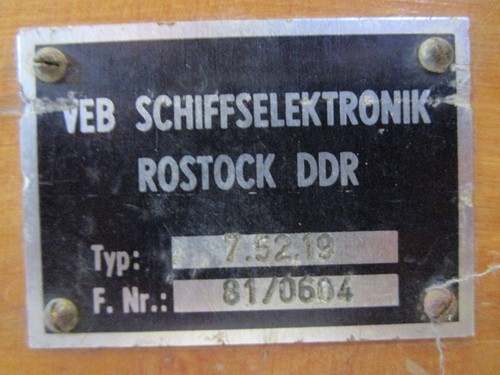 VEB SCHIFFSELEKTRONIK
ROSTOCK DDR
Typ: 7.52.19
F. Nr.: 81/0604